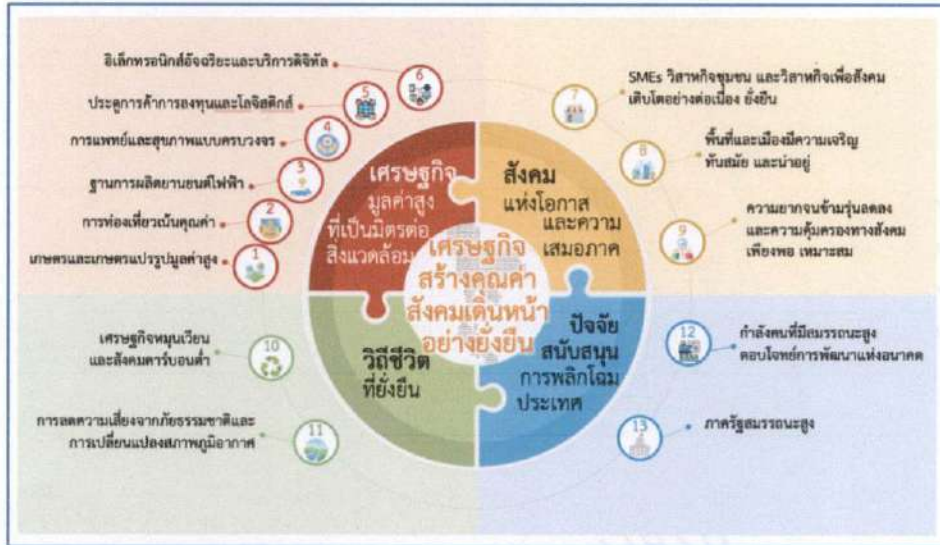 อิเล็กทรอนิกส์อัจฉริยะและบริการดิจิทัล
6
ประตูการค้าการลงทุนและโลจิสติกส์
5
การแพทย์และสุขภาพแบบครบวงจร
4
ฐานการผลิตยานยนต์ไฟฟ้า
3
การท่องเที่ยวเน้นคุณค่า
2
เกษตรและเกษตรแปรรูปมูลค่าสูง
1
เศรษฐกิจ
มูลค่าสูง
ที่เป็นมิตรต่อ
สิ่งแวดล้อม
7
SMEs วิสาหกิจชุมชน และวิสาหกิจเพื่อสังคม
เติบโตอย่างต่อเนื่อง ยั่งยืน
8
พื้นที่และเมืองมีความเจริญ
ทันสมัย และน่าอยู่
9
ความยากจนข้ามรุ่นลดลง
และความคุ้มครองทางสังคม
เพียงพอ เหมาะสม
สังคม
แห่งโอกาส
และความ
เสมอภาค
เศรษฐกิจ
สร้างคุณค่า
สังคมเดินหน้า
อย่างยั่งยืน
เศรษฐกิจหมุนเวียน
และสังคมคาร์บอนต่ำ
10
การลดความเสี่ยงจากภัยธรรมชาติและ
การเปลี่ยนแปลงสภาพภูมิอากาศ
11
วิถีชีวิต
ที่ยั่งยืน
ปัจจัย
สนับสนุน
การพลิกโฉม
ประเทศ
12
กำลังคนที่มีสมรรถนะสูง
ตอบโจทย์การพัฒนาแห่งอนาคต
13
ภาครัฐสมรรถนะสูง